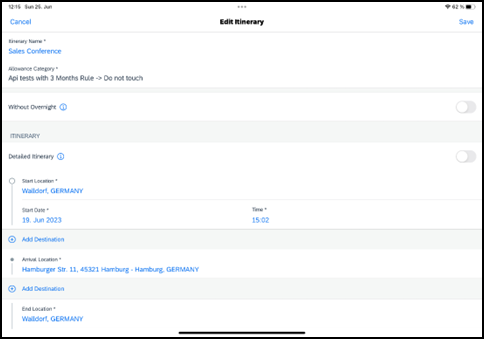 12:15 Sun 25. Jun
62 %
Cancel
Edit Itinerary
Save
Itinerary Name *
Sales Conference
Allowance Category *
Api tests with 3 Months Rule -> Do not touch
Without Overnight
ITINERARY
Detailed Itinerary
Start Location *
Walldorf, GERMANY
Start Date *
Time *
19. Jun 2023
15:02
Add Destination
Arrival Location *
Hamburger Str. 11, 45321 Hamburg - Hamburg, GERMANY
Add Destination
End Location *
Walldorf, GERMANY